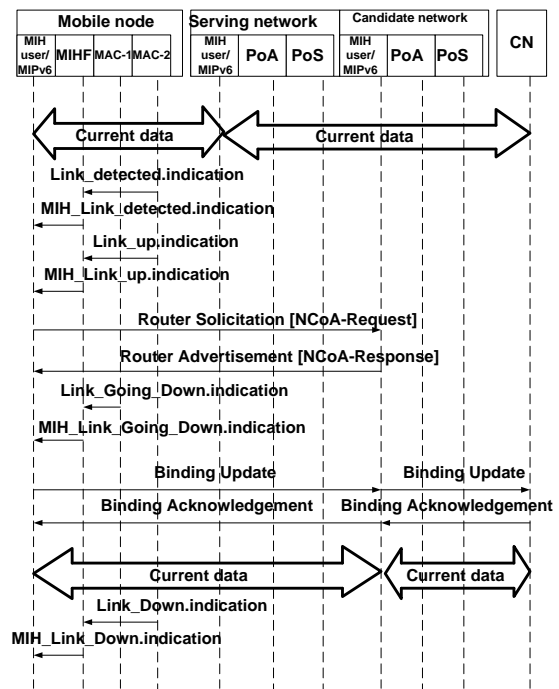 Mobile node
Serving network
Candidate network
CN
MIH
user/
MIPv6
MIHF
MAC-1
MAC-2
MIH
user/
MIPv6
PoA
PoS
MIH
user/
MIPv6
PoA
PoS
Current data
Current data
Link_detected.indication
MIH_Link_detected.indication
Link_up.indication
MIH_Link_up.indication
Router Solicitation [NCoA-Request]
Router Advertisement [NCoA-Response]
Link_Going_Down.indication
MIH_Link_Going_Down.indication
Binding Update
Binding Update
Binding Acknowledgement
Binding Acknowledgement
Current data
Current data
Link_Down.indication
MIH_Link_Down.indication